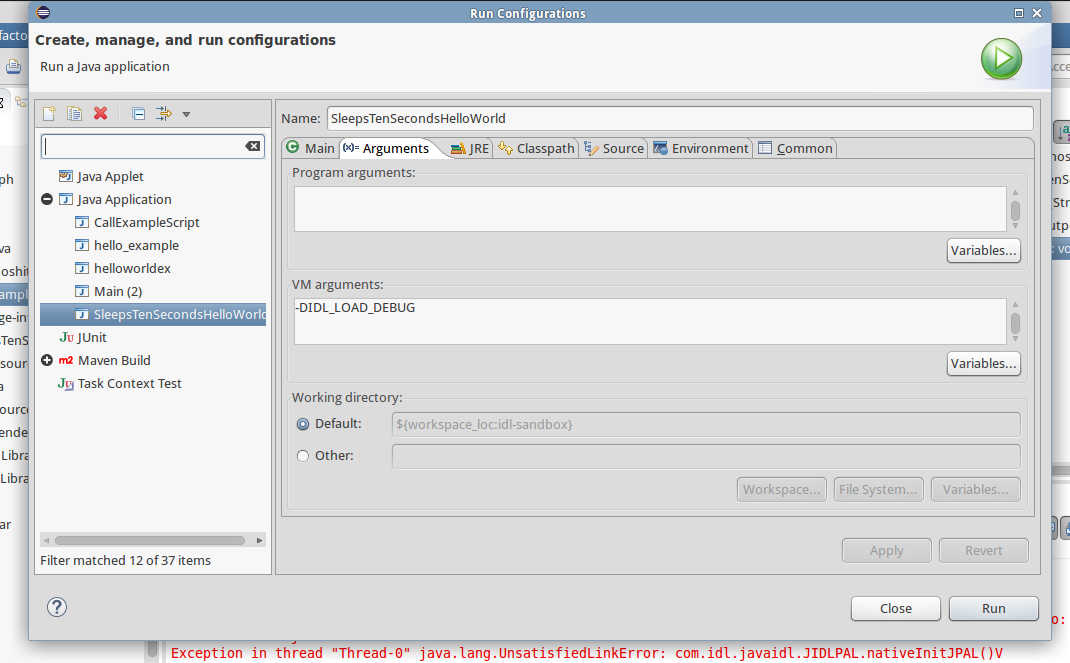 Run Configurations
facto
Create, manage, and run configurations
Run a Java application
Name: SleepsTenSecondsHelloWorld
Main (x)= Arguments JRE Classpath Source Environment Common
Java Applet
Java Application
CallExampleScript
hello_example
helloworldex
Main (2)
SleepsTenSecondsHelloWorld
JUnit
m2 Maven Build
Task Context Test
Filter matched 12 of 37 items
Program arguments:
Variables...
VM arguments:
-DIDL_LOAD_DEBUG
Variables...
Working directory:
Default: ${workspace_loc:idl-sandbox}
Other:
Workspace... File System... Variables...
Apply Revert
Close Run
Exception in thread "Thread-0" java.lang.UnsatisfiedLinkError: com.idl.javaidl.JIDLPAL.nativeInitJPAL()V